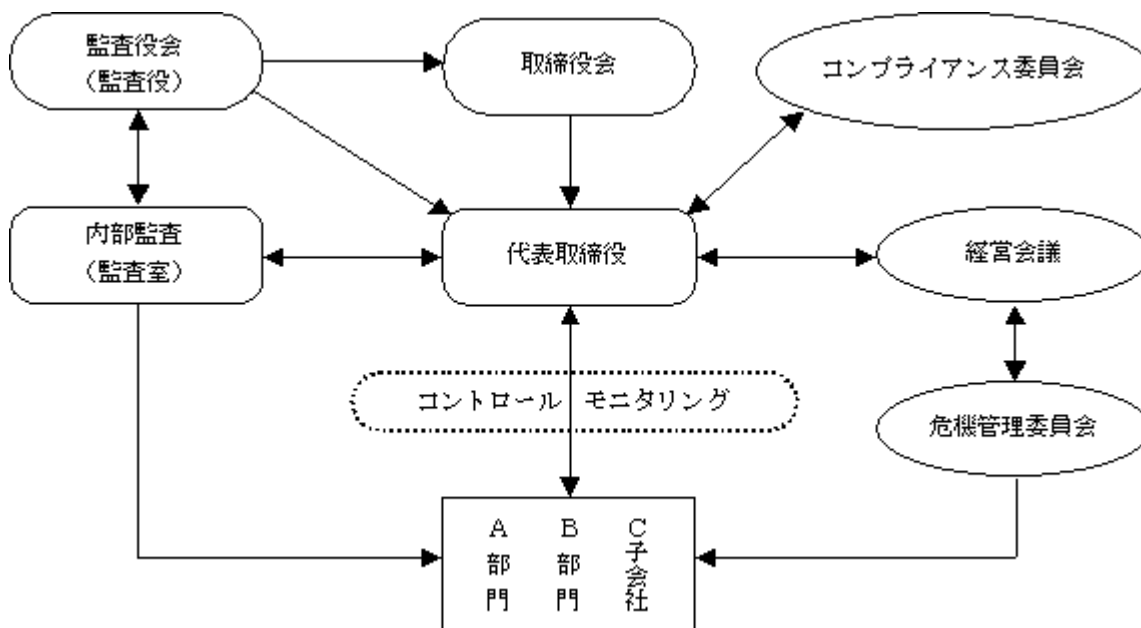 監査役会
（監査役）
取締役会
コンプライアンス委員会
内部監査
（監査室）
代表取締役
経営会議
コントロール　モニタリング
危機管理委員会
A部門
B部門
C子会社